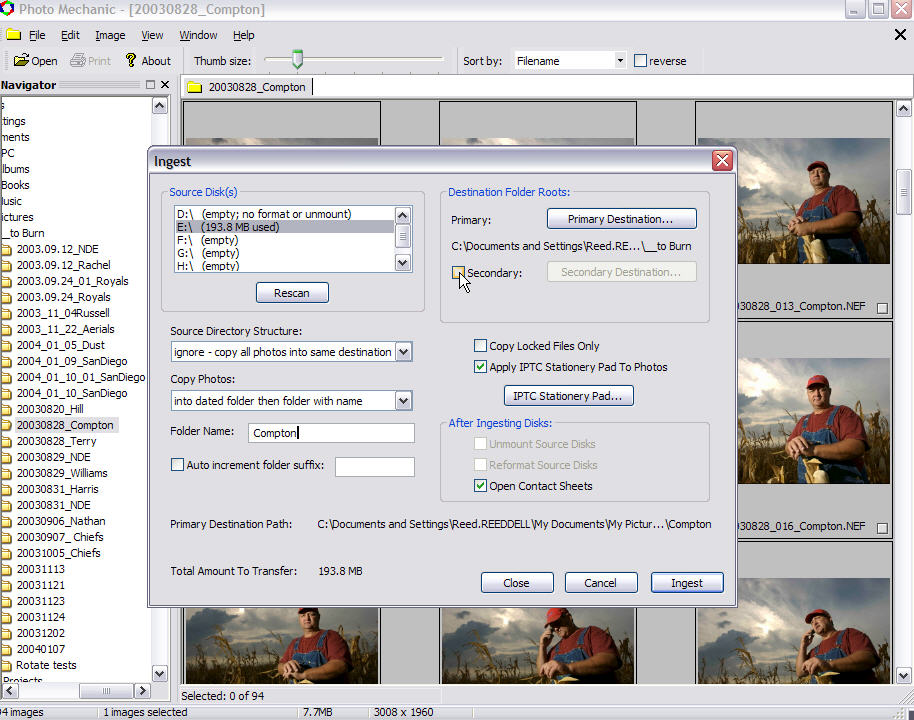 Photo Mechanic - [20030828_Compton]
File Edit Image View Window Help
Open Print About Thumb size: Sort by: Filename reverse
Navigator
20030828_Compton
tings
ments
PC
lbums
Books
usic
ictures
__to Burn
2003.09.12_NDE
2003.09.12_Rachel
2003.09.24_01_Royals
2003.09.24_Royals
2003_11_04Russell
2003_11_22_Aerials
2004_01_05_Dust
2004_01_09_SanDiego
2004_01_10_01_SanDiego
2004_01_10_SanDiego
20030820_Hill
20030828_Compton
20030828_Terry
20030829_NDE
20030829_Williams
20030831_Harris
20030831_NDE
20030906_Nathan
20030907_ Chiefs
20031005_Chiefs
20031113
20031121
20031123
20031124
20031202
20040107
Rotate tests
Projects
Ingest
Source Disk(s)
D:\ (empty; no format or unmount)
E:\ (193.8 MB used)
F:\ (empty)
G:\ (empty)
H:\ (empty)
Rescan
Source Directory Structure:
ignore - copy all photos into same destination
Copy Photos:
into dated folder then folder with name
Folder Name: Compton
Auto increment folder suffix:
Destination Folder Roots:
Primary: Primary Destination...
C:\Documents and Settings\Reed.RE...\__to Burn
Secondary: Secondary Destination...
Copy Locked Files Only
Apply IPTC Stationery Pad To Photos
IPTC Stationery Pad...
After Ingesting Disks:
Unmount Source Disks
Reformat Source Disks
Open Contact Sheets
Primary Destination Path: C:\Documents and Settings\Reed.REEDDELL\My Documents\My Pictur...\Compton
Total Amount To Transfer: 193.8 MB
Close Cancel Ingest
30828_013_Compton.NEF
30828_016_Compton.NEF
Selected: 0 of 94
94 images 1 images selected 7.7MB 3008 x 1960